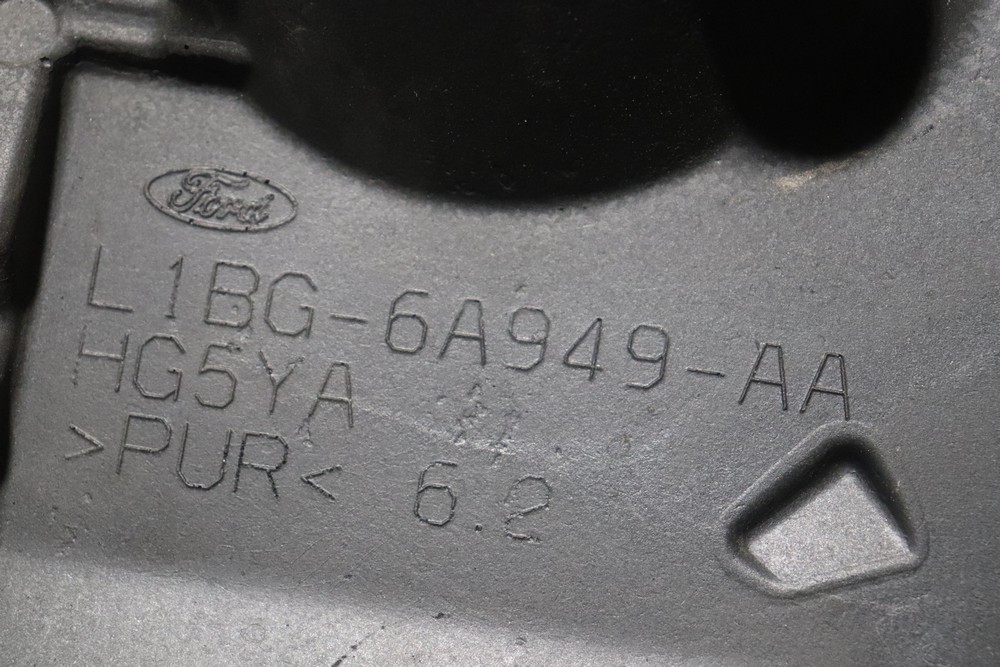 Ford
L1BG-6A949-AA
HG5YA
>PUR< 6.2